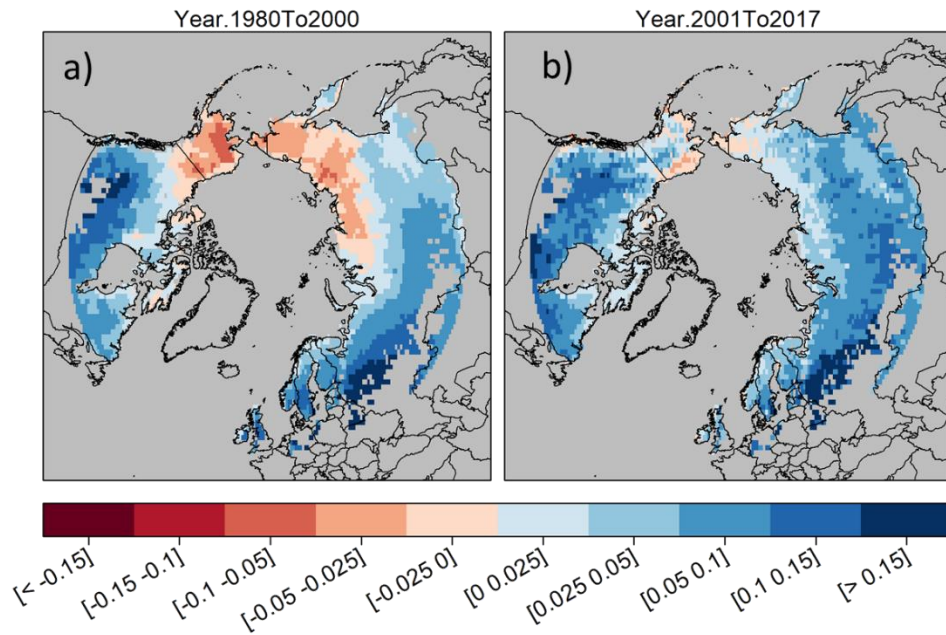 Year.1980To2000
Year.2001To2017
a)
b)
[< -0.15]
[-0.15 -0.1]
[-0.1 -0.05]
[-0.05 -0.025]
[-0.025 0]
[0 0.025]
[0.025 0.05]
[0.05 0.1]
[0.1 0.15]
[> 0.15]